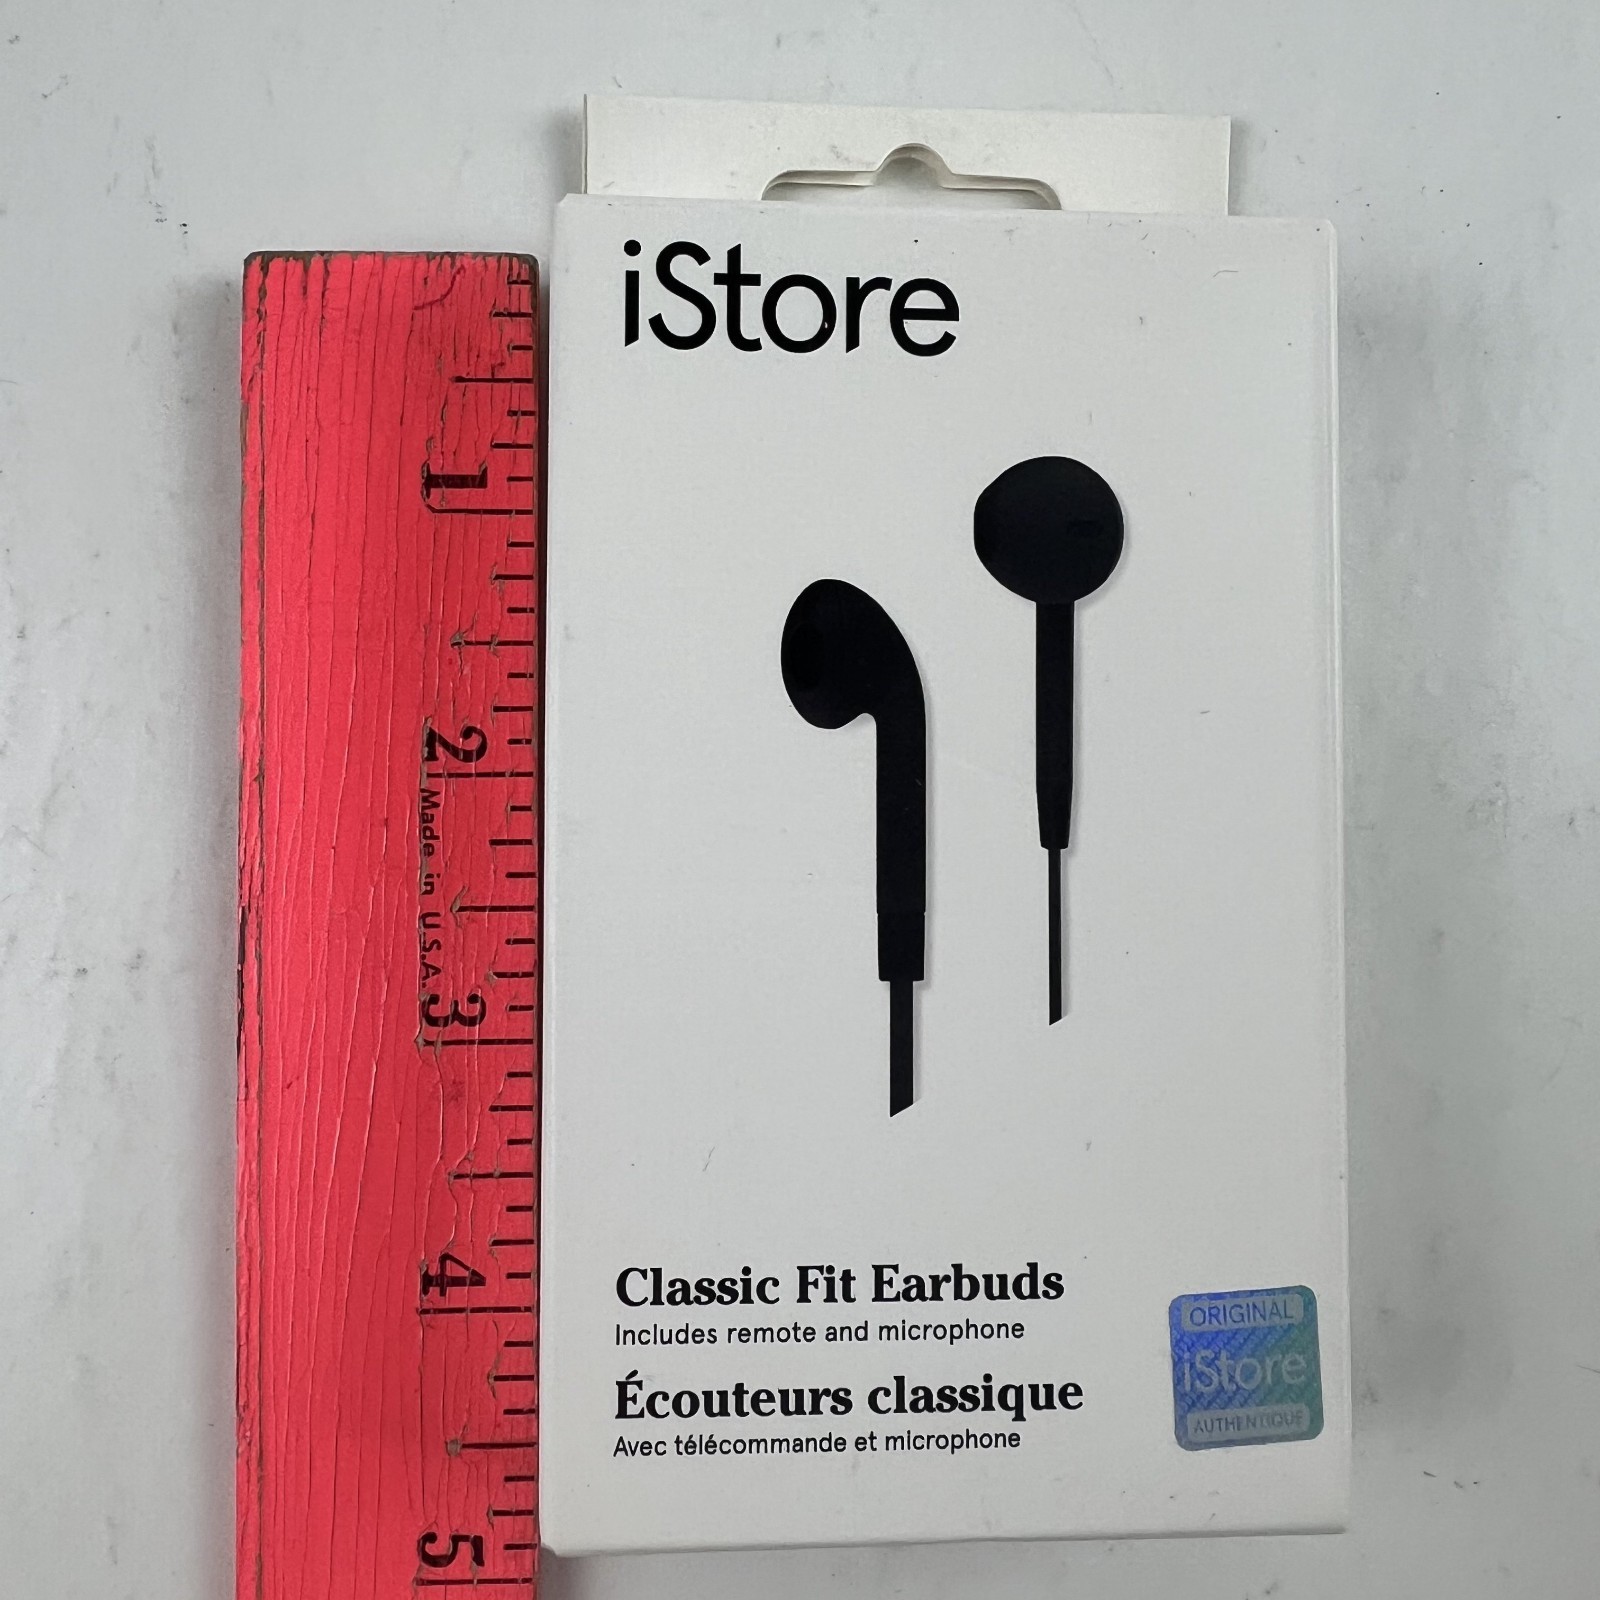 iStore
1
2
Made in U.S.A.
3
4
5
Classic Fit Earbuds
Includes remote and microphone
Écouteurs classique
Avec télécommande et microphone
ORIGINAL
iStore
AUTHENTIQUE